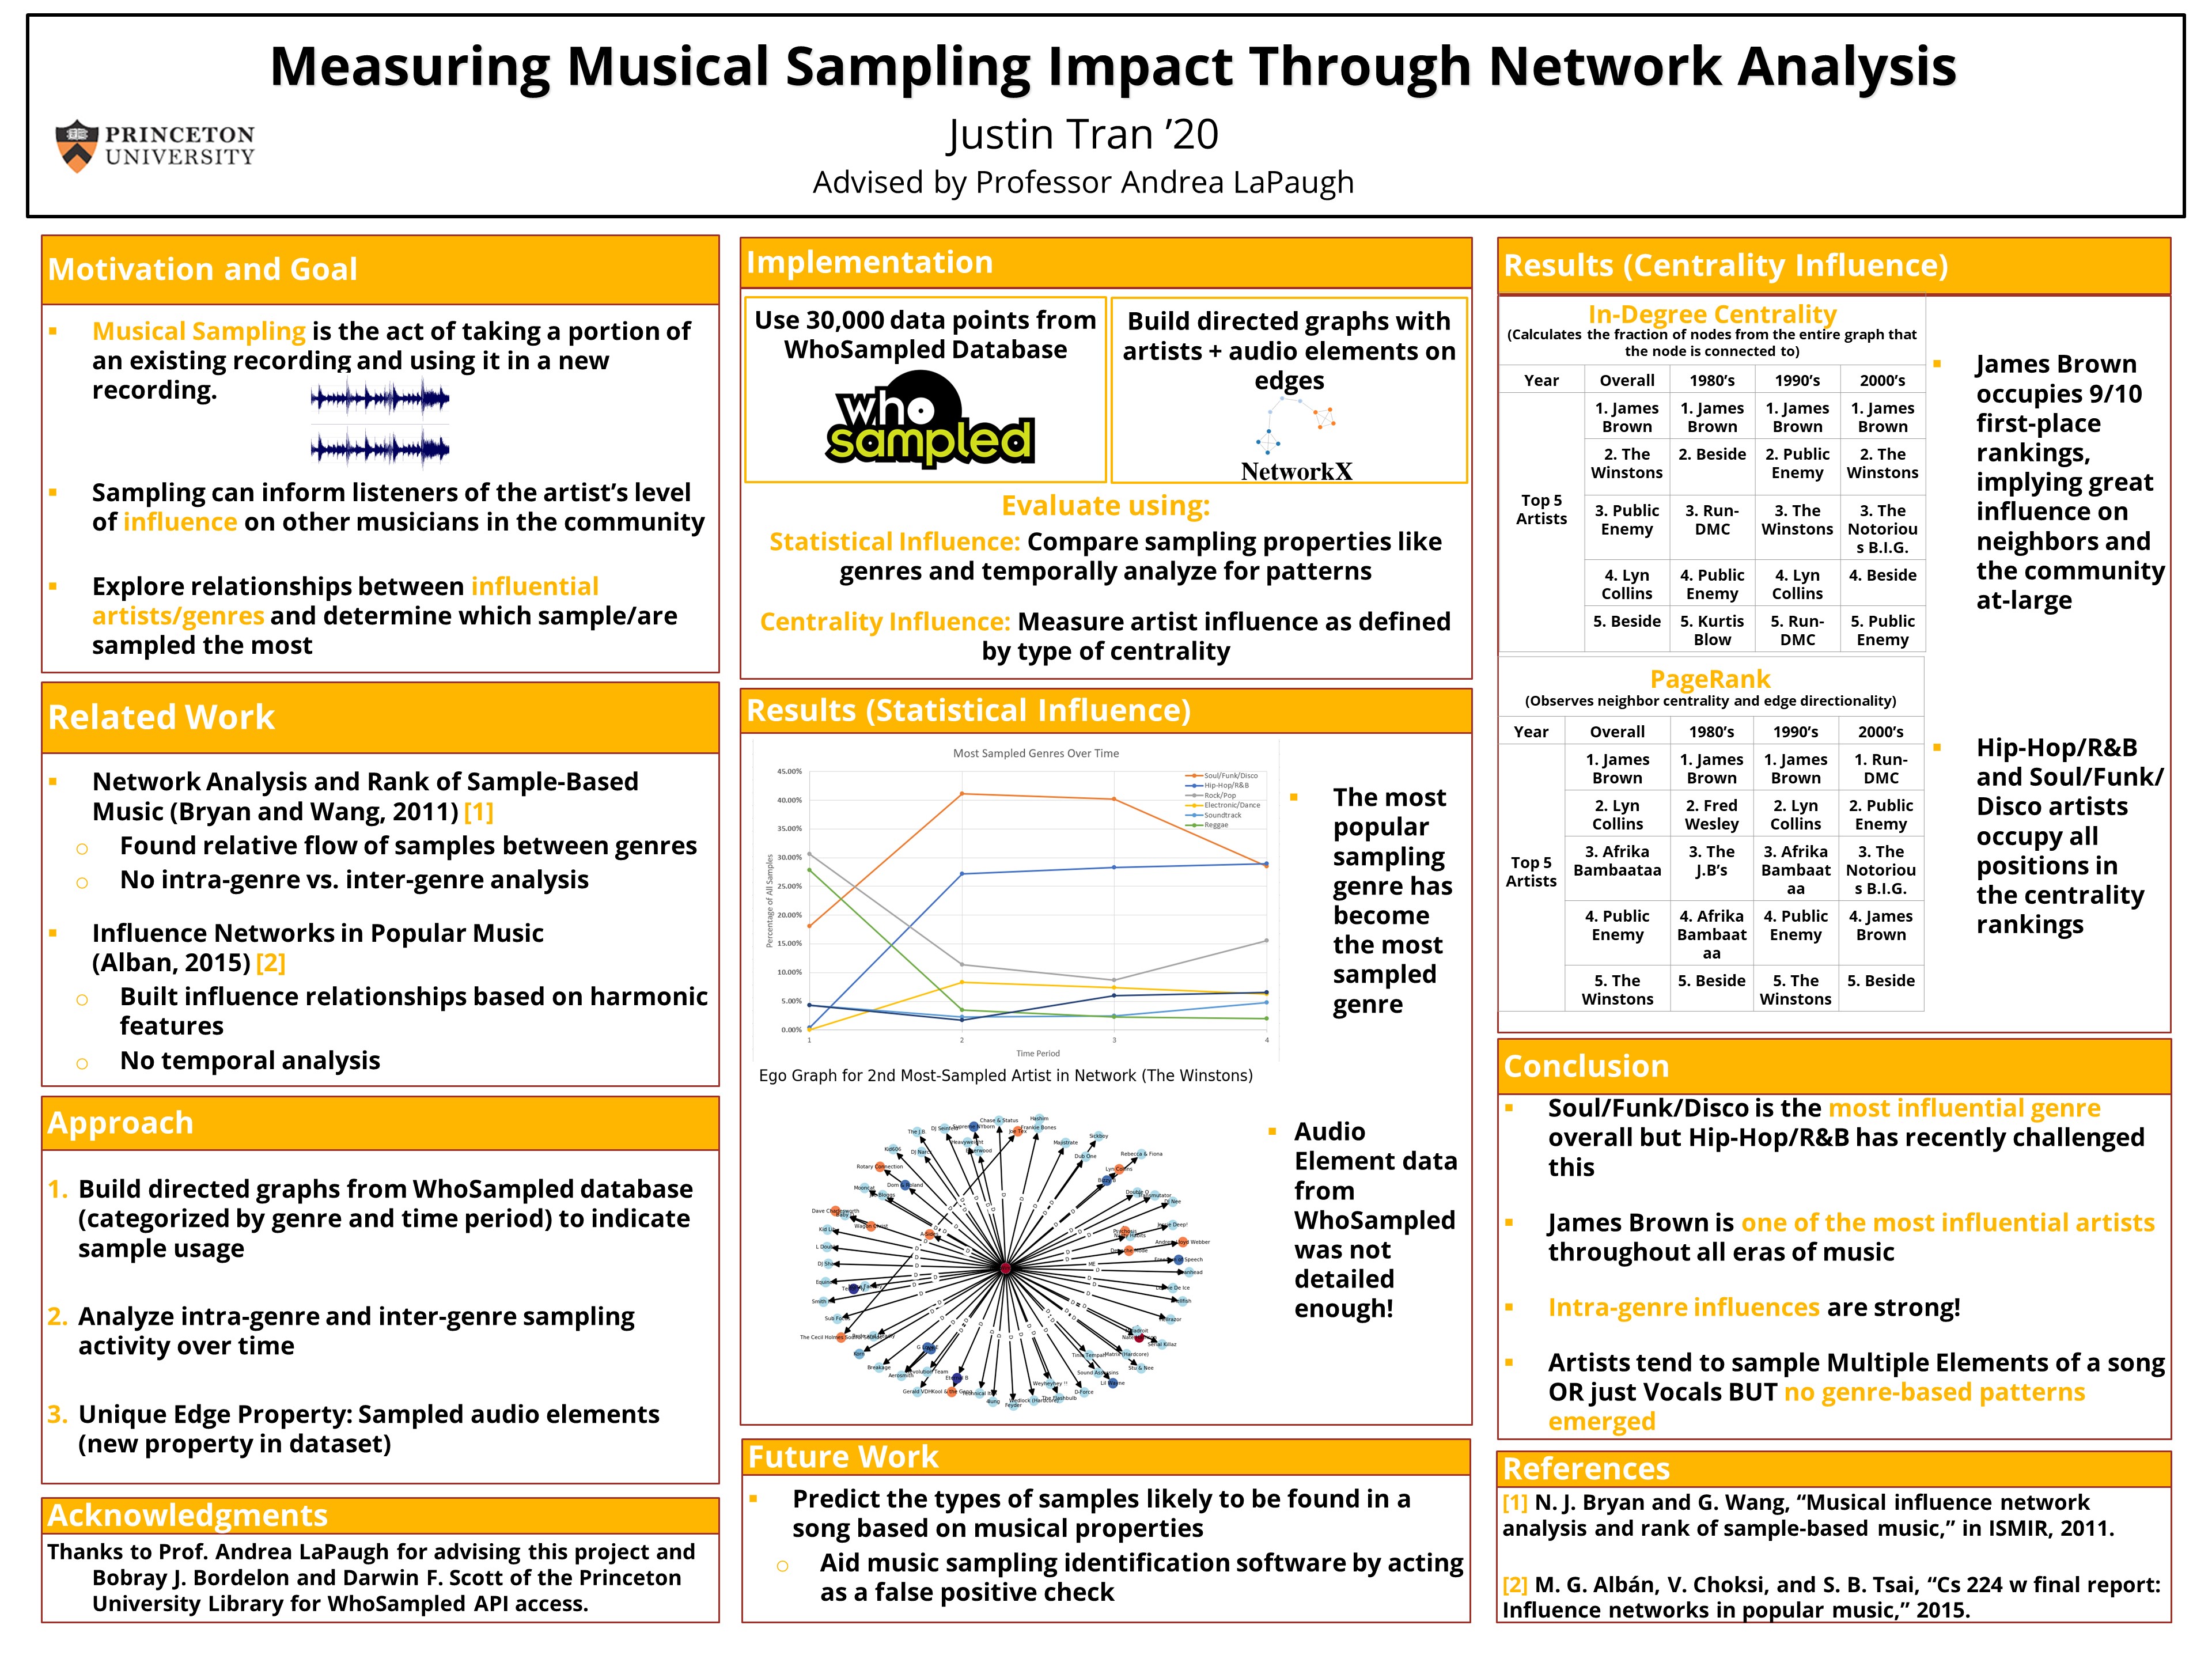 Measuring Musical Sampling Impact Through Network Analysis
Justin Tran ’20
Advised by Professor Andrea LaPaugh
PRINCETON
UNIVERSITY
Motivation and Goal
Musical Sampling is the act of taking a portion of
an existing recording and using it in a new
recording.
Sampling can inform listeners of the artist’s level
of influence on other musicians in the community
Explore relationships between influential
artists/genres and determine which sample/are
sampled the most
Related Work
Network Analysis and Rank of Sample-Based
Music (Bryan and Wang, 2011) [1]
Found relative flow of samples between genres
No intra-genre vs. inter-genre analysis
Influence Networks in Popular Music
(Alban, 2015) [2]
Built influence relationships based on harmonic
features
No temporal analysis
Approach
1. Build directed graphs from WhoSampled database
(categorized by genre and time period) to indicate
sample usage
2. Analyze intra-genre and inter-genre sampling
activity over time
3. Unique Edge Property: Sampled audio elements
(new property in dataset)
Acknowledgments
Thanks to Prof. Andrea LaPaugh for advising this project and
Bobray J. Bordelon and Darwin F. Scott of the Princeton
University Library for WhoSampled API access.
Implementation
Use 30,000 data points from
WhoSampled Database
who
sampled
Build directed graphs with
artists + audio elements on
edges
NetworkX
Evaluate using:
Statistical Influence: Compare sampling properties like
genres and temporally analyze for patterns
Centrality Influence: Measure artist influence as defined
by type of centrality
Results (Statistical Influence)
Most Sampled Genres Over Time
45.00%
40.00%
35.00%
30.00%
25.00%
20.00%
15.00%
10.00%
5.00%
0.00%
Percentage of All Samples
1 2 3 4
Time Period
Soul/Funk/Disco
Hip-Hop/R&B
Rock/Pop
Electronic/Dance
Soundtrack
Reggae
The most
popular
sampling
genre has
become
the most
sampled
genre
Ego Graph for 2nd Most-Sampled Artist in Network (The Winstons)
Chase & Status
Hashim
Frankie Bones
The J.B.
DJ Seinfeld
Heavyweight
Majistrate
Sickboy
Dub One
Rebecca & Fiona
Rotary Connection
Mooncat
Andrew Lloyd Webber
Serial Killaz
Stu & Nee
Sound Assassins
Lil Wayne
D-Force
Breakage
Aerosmith
Audio
Element data
from
WhoSampled
was not
detailed
enough!
Future Work
Predict the types of samples likely to be found in a
song based on musical properties
Aid music sampling identification software by acting
as a false positive check
Results (Centrality Influence)
In-Degree Centrality
(Calculates the fraction of nodes from the entire graph that
the node is connected to)
Year Overall 1980’s 1990’s 2000’s
Top 5
Artists
1. James Brown 1. James Brown 1. James Brown 1. James Brown
2. The Winstons 2. Beside 2. Public Enemy 2. The Winstons
3. Public Enemy 3. Run-DMC 3. The Winstons 3. The Notorious B.I.G.
4. Lyn Collins 4. Public Enemy 4. Lyn Collins 4. Beside
5. Beside 5. Kurtis Blow 5. Run-DMC 5. Public Enemy
James Brown
occupies 9/10
first-place
rankings,
implying great
influence on
neighbors and
the community
at-large
PageRank
(Observes neighbor centrality and edge directionality)
Year Overall 1980’s 1990’s 2000’s
Top 5
Artists
1. James Brown 1. James Brown 1. James Brown 1. Run-DMC
2. Lyn Collins 2. Fred Wesley 2. Lyn Collins 2. Public Enemy
3. Afrika Bambaataa 3. The J.B’s 3. Afrika Bambaataa 3. The Notorious B.I.G.
4. Public Enemy 4. Afrika Bambaataa 4. Public Enemy 4. James Brown
5. The Winstons 5. Beside 5. The Winstons 5. Beside
Hip-Hop/R&B
and Soul/Funk/
Disco artists
occupy all
positions in
the centrality
rankings
Conclusion
Soul/Funk/Disco is the most influential genre
overall but Hip-Hop/R&B has recently challenged
this
James Brown is one of the most influential artists
throughout all eras of music
Intra-genre influences are strong!
Artists tend to sample Multiple Elements of a song
OR just Vocals BUT no genre-based patterns
emerged
References
[1] N. J. Bryan and G. Wang, “Musical influence network
analysis and rank of sample-based music,” in ISMIR, 2011.
[2] M. G. Albán, V. Choksi, and S. B. Tsai, “Cs 224 w final report:
Influence networks in popular music,” 2015.